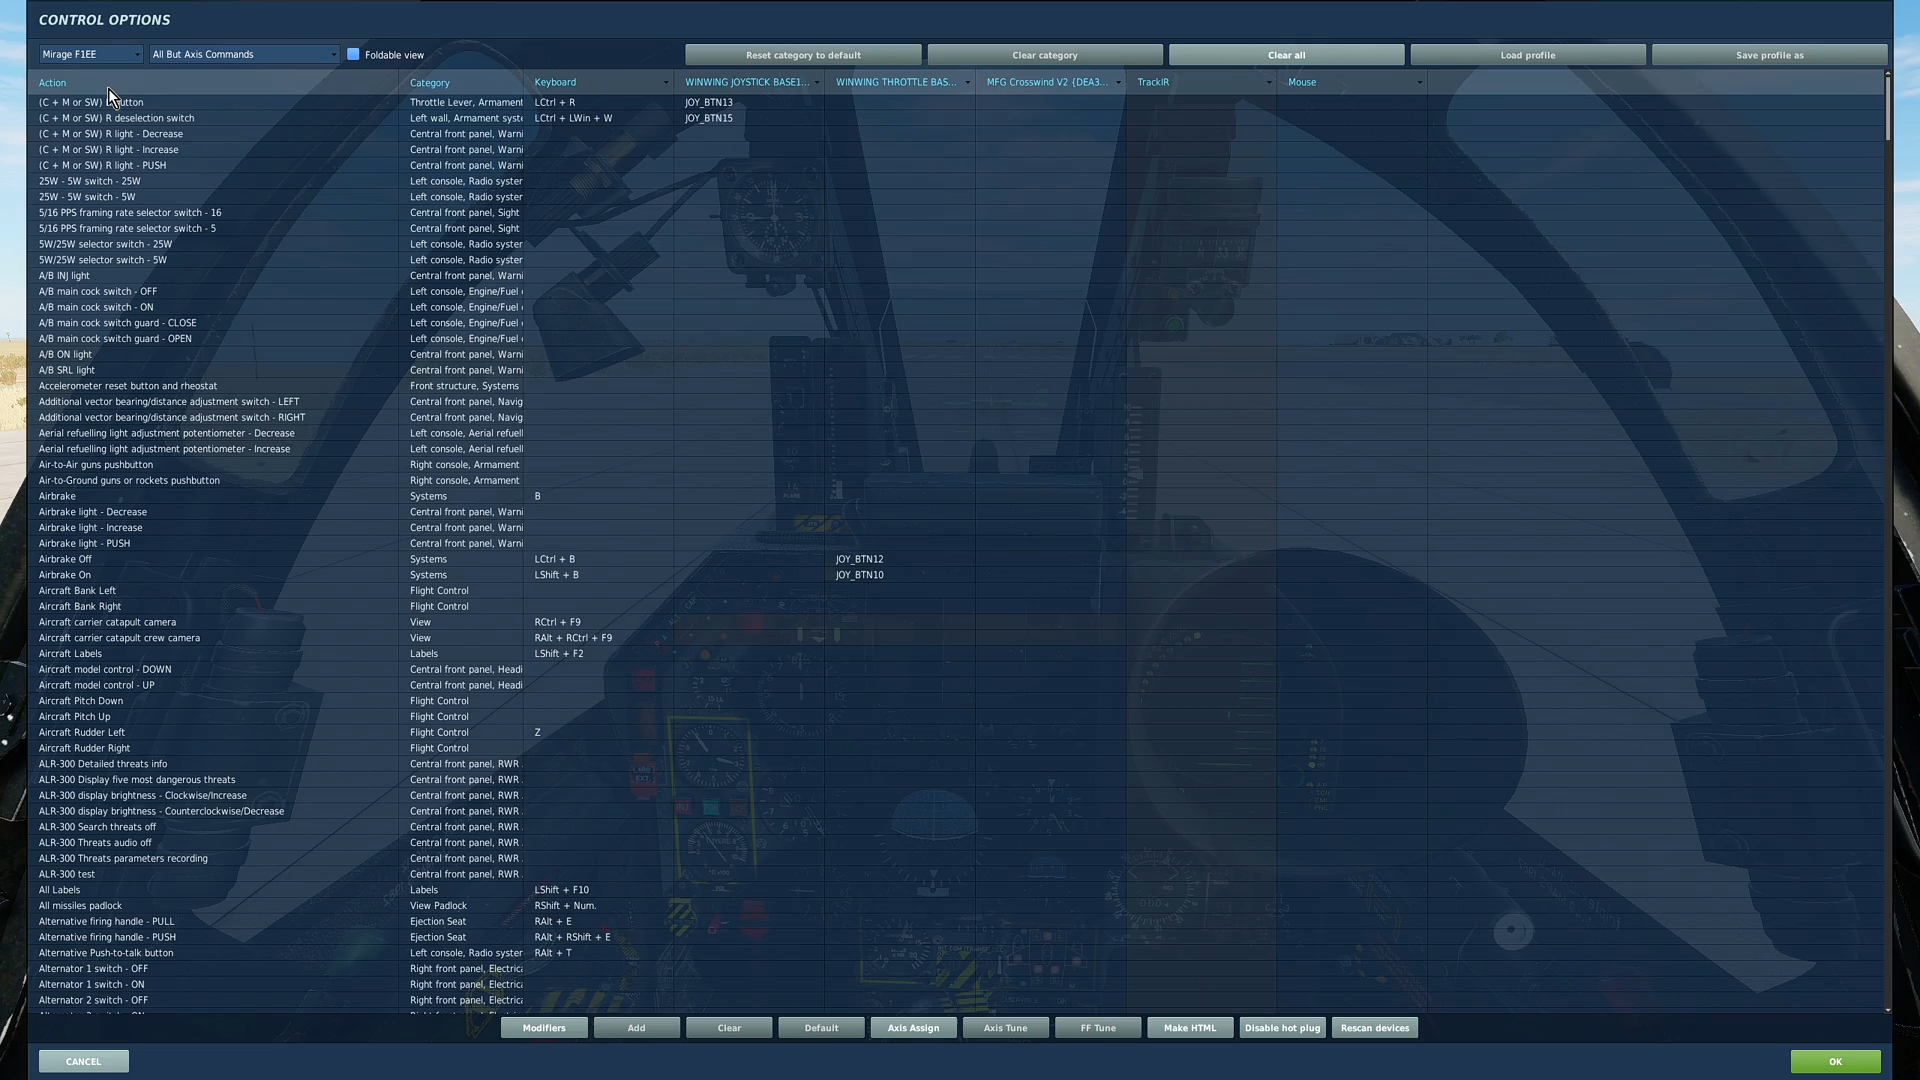 CONTROL OPTIONS
Mirage F1EE All But Axis Commands Foldable view Reset category to default Clear category Clear all Load profile Save profile as
Action Category Keyboard WINWING JOYSTICK BASE1... WINWING THROTTLE BAS... MFG Crosswind V2 {DEA3... TrackIR Mouse
(C + M or SW) utton Throttle Lever, Armament LCtrl + R JOY_BTN13
(C + M or SW) R deselection switch Left wall, Armament syste LCtrl + LWin + W JOY_BTN15
(C + M or SW) R light - Decrease Central front panel, Warni
(C + M or SW) R light - Increase Central front panel, Warni
(C + M or SW) R light - PUSH Central front panel, Warni
25W - 5W switch - 25W Left console, Radio syster
25W - 5W switch - 5W Left console, Radio syster
5/16 PPS framing rate selector switch - 16 Central front panel, Sight
5/16 PPS framing rate selector switch - 5 Central front panel, Sight
5W/25W selector switch - 25W Left console, Radio syster
5W/25W selector switch - 5W Left console, Radio syster
A/B INJ light Central front panel, Warni
A/B main cock switch - OFF Left console, Engine/Fuel
A/B main cock switch - ON Left console, Engine/Fuel
A/B main cock switch guard - CLOSE Left console, Engine/Fuel
A/B main cock switch guard - OPEN Left console, Engine/Fuel
A/B ON light Central front panel, Warni
A/B SRL light Central front panel, Warni
Accelerometer reset button and rheostat Front structure, Systems
Additional vector bearing/distance adjustment switch - LEFT Central front panel, Navig
Additional vector bearing/distance adjustment switch - RIGHT Central front panel, Navig
Aerial refuelling light adjustment potentiometer - Decrease Left console, Aerial refuell
Aerial refuelling light adjustment potentiometer - Increase Left console, Aerial refuell
Air-to-Air guns pushbutton Right console, Armament
Air-to-Ground guns or rockets pushbutton Right console, Armament
Airbrake Systems B
Airbrake light - Decrease Central front panel, Warni
Airbrake light - Increase Central front panel, Warni
Airbrake light - PUSH Central front panel, Warni
Airbrake Off Systems LCtrl + B JOY_BTN12
Airbrake On Systems LShift + B JOY_BTN10
Aircraft Bank Left Flight Control
Aircraft Bank Right Flight Control
Aircraft carrier catapult camera View RCtrl + F9
Aircraft carrier catapult crew camera View RAlt + RCtrl + F9
Aircraft Labels Labels LShift + F2
Aircraft model control - DOWN Central front panel, Headi
Aircraft model control - UP Central front panel, Headi
Aircraft Pitch Down Flight Control
Aircraft Pitch Up Flight Control
Aircraft Rudder Left Flight Control Z
Aircraft Rudder Right Flight Control
ALR-300 Detailed threats info Central front panel, RWR
ALR-300 Display five most dangerous threats Central front panel, RWR
ALR-300 display brightness - Clockwise/Increase Central front panel, RWR
ALR-300 display brightness - Counterclockwise/Decrease Central front panel, RWR
ALR-300 Search threats off Central front panel, RWR
ALR-300 Threats audio off Central front panel, RWR
ALR-300 Threats parameters recording Central front panel, RWR
ALR-300 test Central front panel, RWR
All Labels Labels LShift + F10
All missiles padlock View Padlock RShift + Num.
Alternative firing handle - PULL Ejection Seat RAlt + E
Alternative firing handle - PUSH Ejection Seat RAlt + RShift + E
Alternative Push-to-talk button Left console, Radio syster RAlt + T
Alternator 1 switch - OFF Right front panel, Electrica
Alternator 1 switch - ON Right front panel, Electrica
Alternator 2 switch - OFF Right front panel, Electrica
Modifiers Add Clear Default Axis Assign Axis Tune FF Tune Make HTML Disable hot plug Rescan devices
CANCEL OK